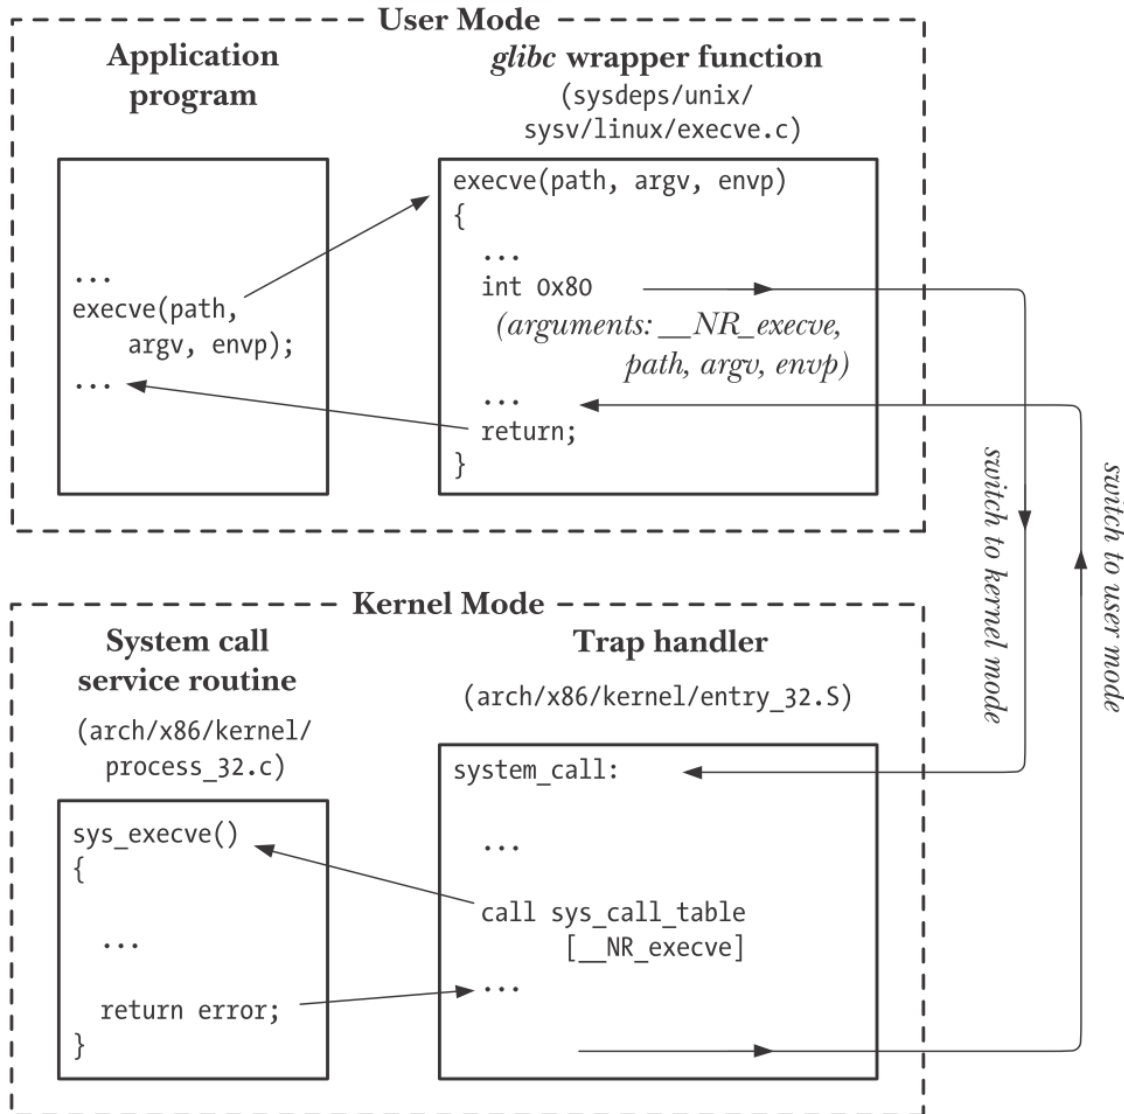 User Mode
Application
program
glibc wrapper function
(sysdeps/unix/
sysv/linux/execve.c)
...
execve(path,
argv, envp);
...
execve(path, argv, envp)
{
...
int 0x80
(arguments: __NR_execve,
path, argv, envp)
...
return;
}
switch to kernel mode
switch to user mode
Kernel Mode
System call
service routine
(arch/x86/kernel/
process_32.c)
Trap handler
(arch/x86/kernel/entry_32.S)
sys_execve()
{
...
return error;
}
system_call:
...
call sys_call_table
[__NR_execve]
...